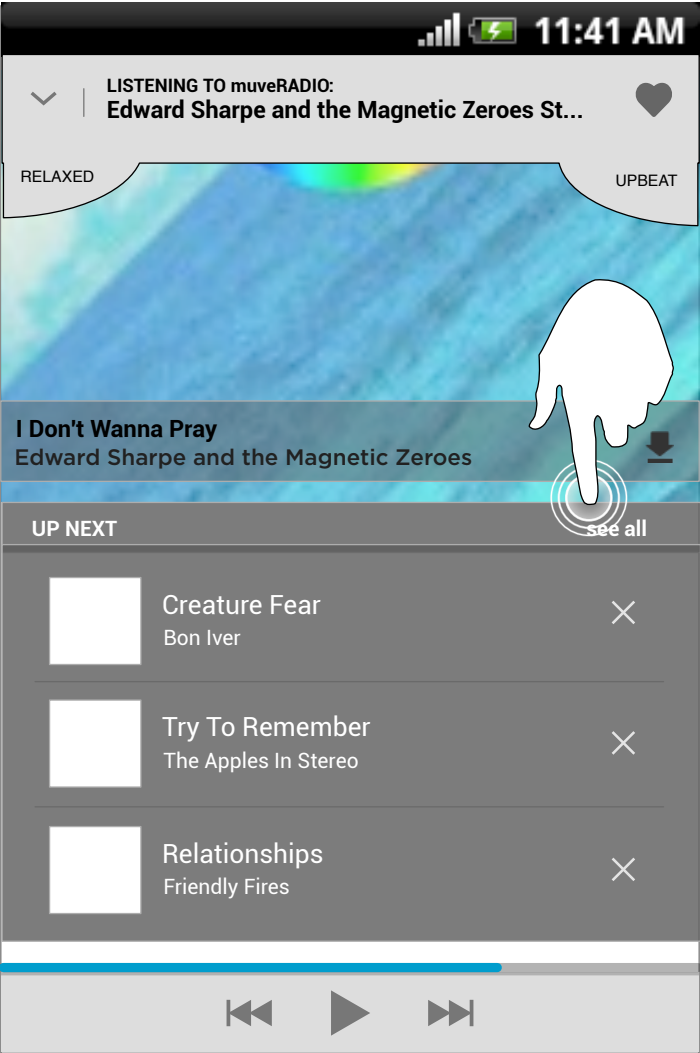 11:41 AM
LISTENING TO muveRADIO:
Edward Sharpe and the Magnetic Zeroes St...
RELAXED
UPBEAT
I Don't Wanna Pray
Edward Sharpe and the Magnetic Zeroes
UP NEXT see all
Creature Fear
Bon Iver
Try To Remember
The Apples In Stereo
Relationships
Friendly Fires